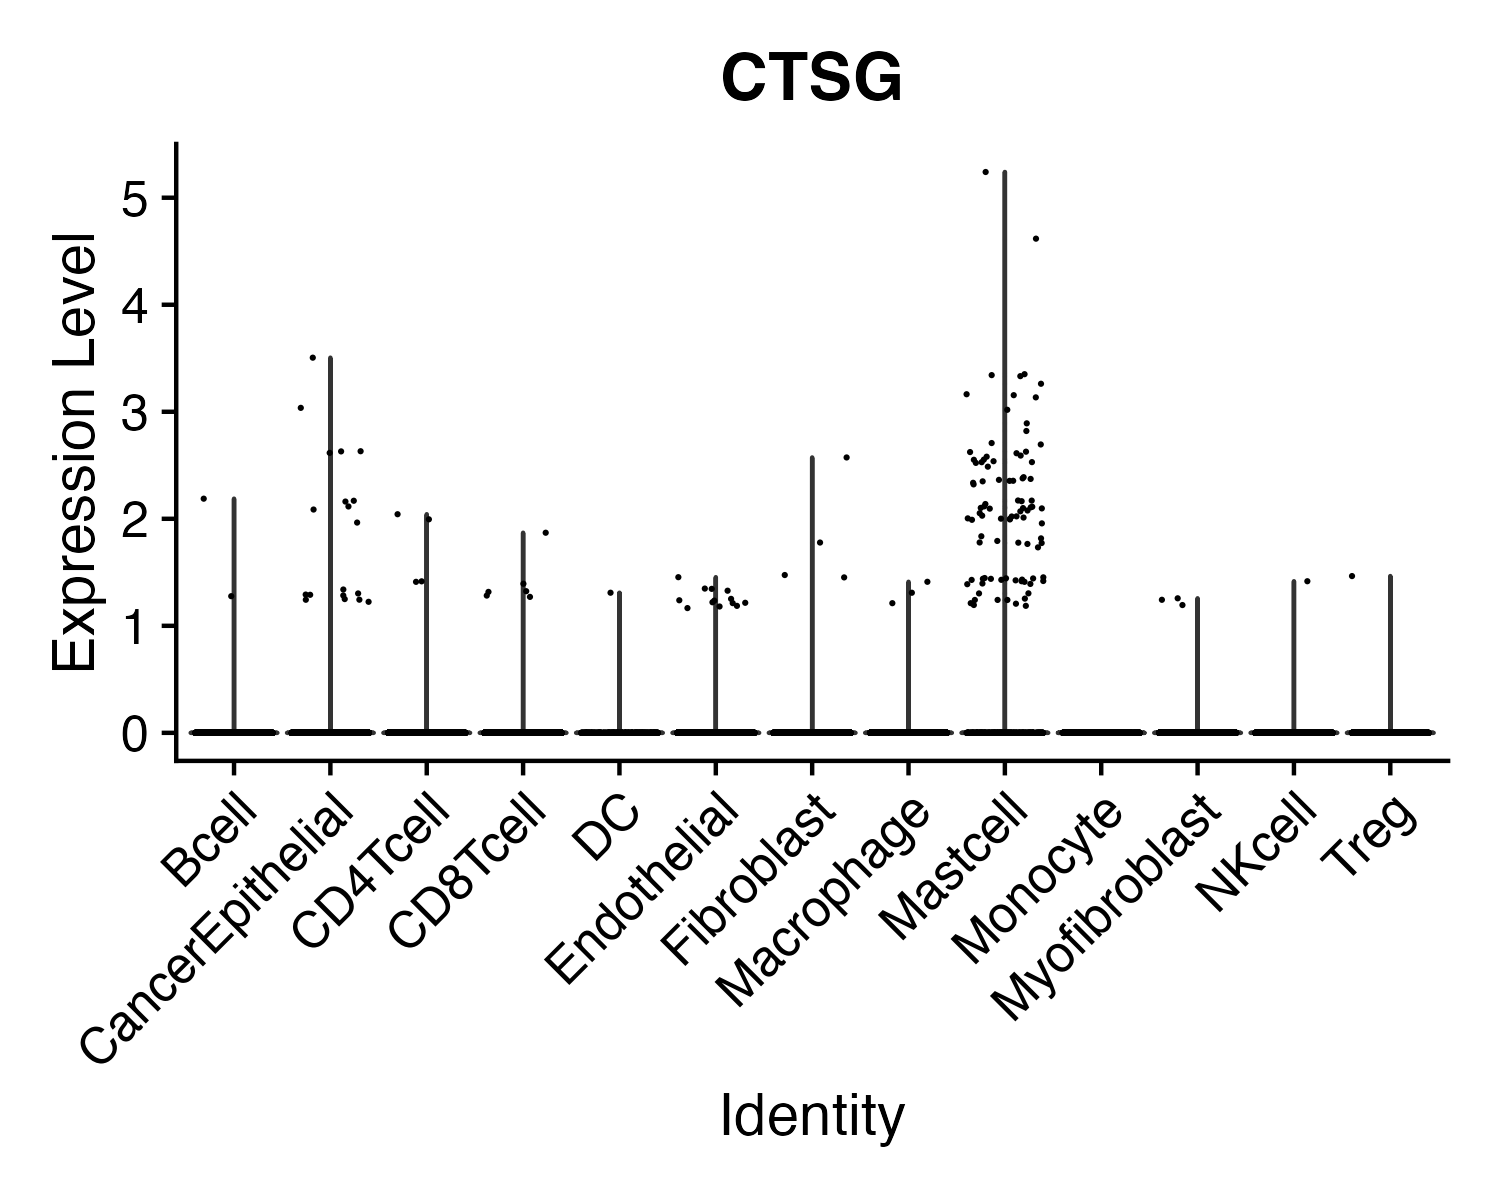 CTSG
Expression Level
5
4
3
2
1
0
Bcell
CancerEpithelial
CD4Tcell
CD8Tcell
DC
Endothelial
Fibroblast
Macrophage
Mastcell
Monocyte
Myofibroblast
NKcell
Treg
Identity